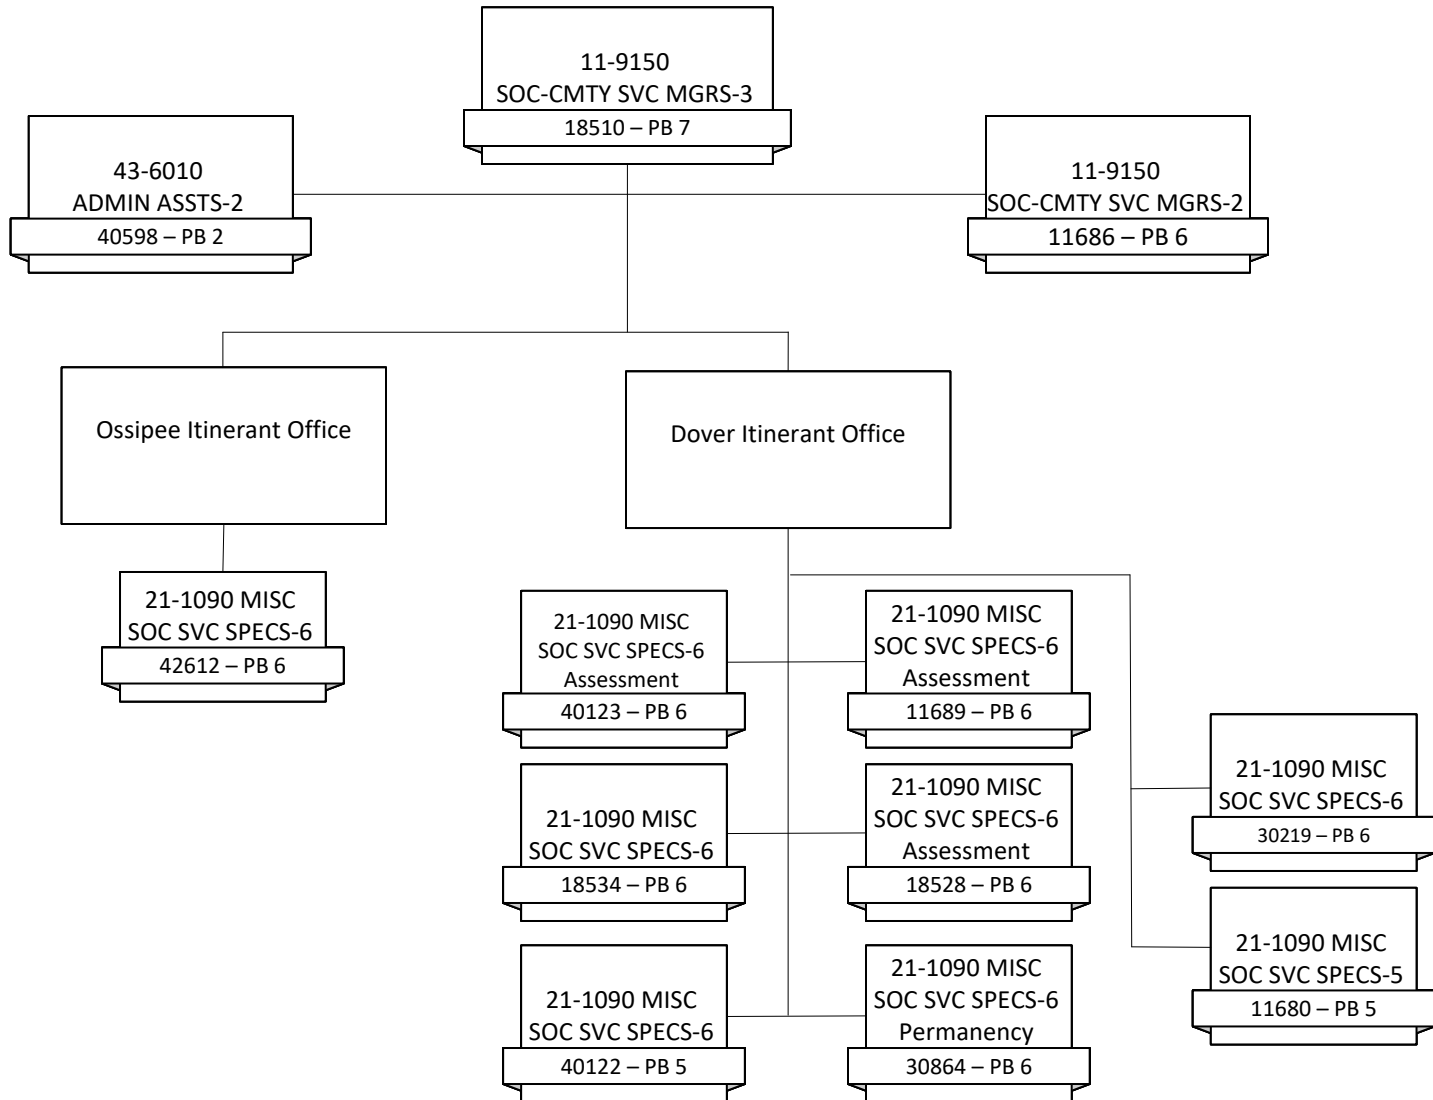 11-9150
SOC-CMTY SVC MGRS-3
18510 – PB 7
43-6010
ADMIN ASSTS-2
40598 – PB 2
11-9150
SOC-CMTY SVC MGRS-2
11686 – PB 6
Ossipee Itinerant Office
Dover Itinerant Office
21-1090 MISC
SOC SVC SPECS-6
42612 – PB 6
21-1090 MISC
SOC SVC SPECS-6
Assessment
40123 – PB 6
21-1090 MISC
SOC SVC SPECS-6
Assessment
11689 – PB 6
21-1090 MISC
SOC SVC SPECS-6
18534 – PB 6
21-1090 MISC
SOC SVC SPECS-6
Assessment
18528 – PB 6
21-1090 MISC
SOC SVC SPECS-6
30219 – PB 6
21-1090 MISC
SOC SVC SPECS-6
40122 – PB 5
21-1090 MISC
SOC SVC SPECS-6
Permanency
30864 – PB 6
21-1090 MISC
SOC SVC SPECS-5
11680 – PB 5